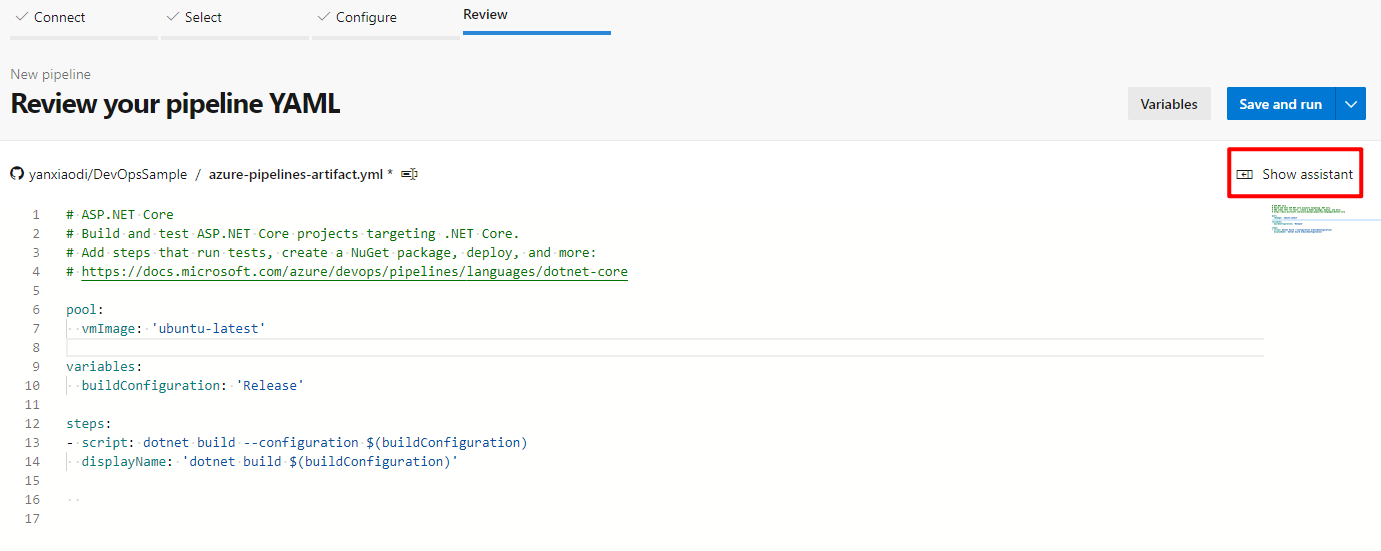 Connect
Select
Configure
Review
New pipeline
Review your pipeline YAML
Variables
Save and run
yanxiaodi/DevOpsSample / azure-pipelines-artifact.yml *
Show assistant
1 # ASP.NET Core
2 # Build and test ASP.NET Core projects targeting .NET Core.
3 # Add steps that run tests, create a NuGet package, deploy, and more:
4 # https://docs.microsoft.com/azure/devops/pipelines/languages/dotnet-core
5
6 pool:
7   vmImage: 'ubuntu-latest'
8
9 variables:
10   buildConfiguration: 'Release'
11
12 steps:
13 - script: dotnet build --configuration $(buildConfiguration)
14   displayName: 'dotnet build $(buildConfiguration)'
15
16
17